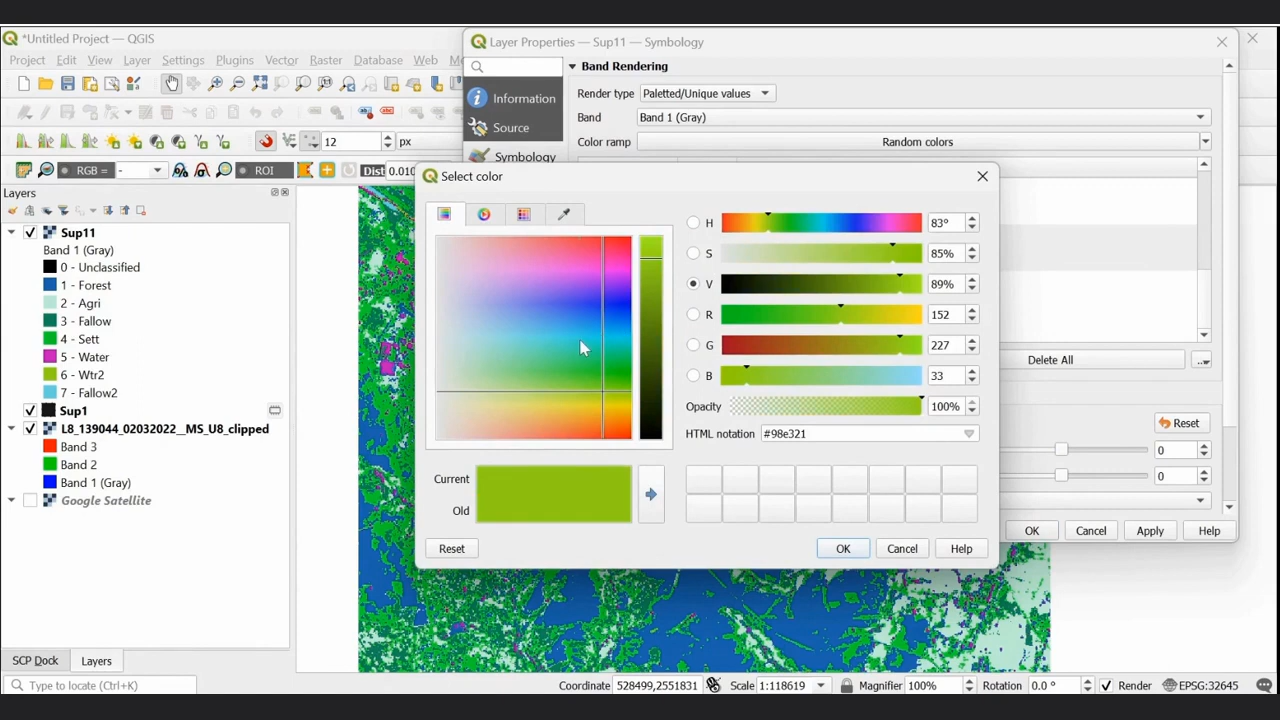 *Untitled Project — QGIS
Project Edit View Layer Settings Plugins Vector Raster Database Web
12 px
RGB = - ROI Dist 0.010
Layers
Sup11
Band 1 (Gray)
0 - Unclassified
1 - Forest
2 - Agri
3 - Fallow
4 - Sett
5 - Water
6 - Wtr2
7 - Fallow2
Sup1
L8_139044_02032022__MS_U8_clipped
Band 3
Band 2
Band 1 (Gray)
Google Satellite
SCP Dock Layers
Layer Properties — Sup11 — Symbology
Information
Source
Symbology
Band Rendering
Render type Paletted/Unique values
Band Band 1 (Gray)
Color ramp Random colors
Delete All
...
Reset
0
0
OK Cancel Apply Help
Select color
H 83°
S 85%
V 89%
R 152
G 227
B 33
Opacity 100%
HTML notation #98e321
Current
Old
Reset OK Cancel Help
Type to locate (Ctrl+K) Coordinate 528499,2551831 Scale 1:118619 Magnifier 100% Rotation 0.0 ° Render EPSG:32645